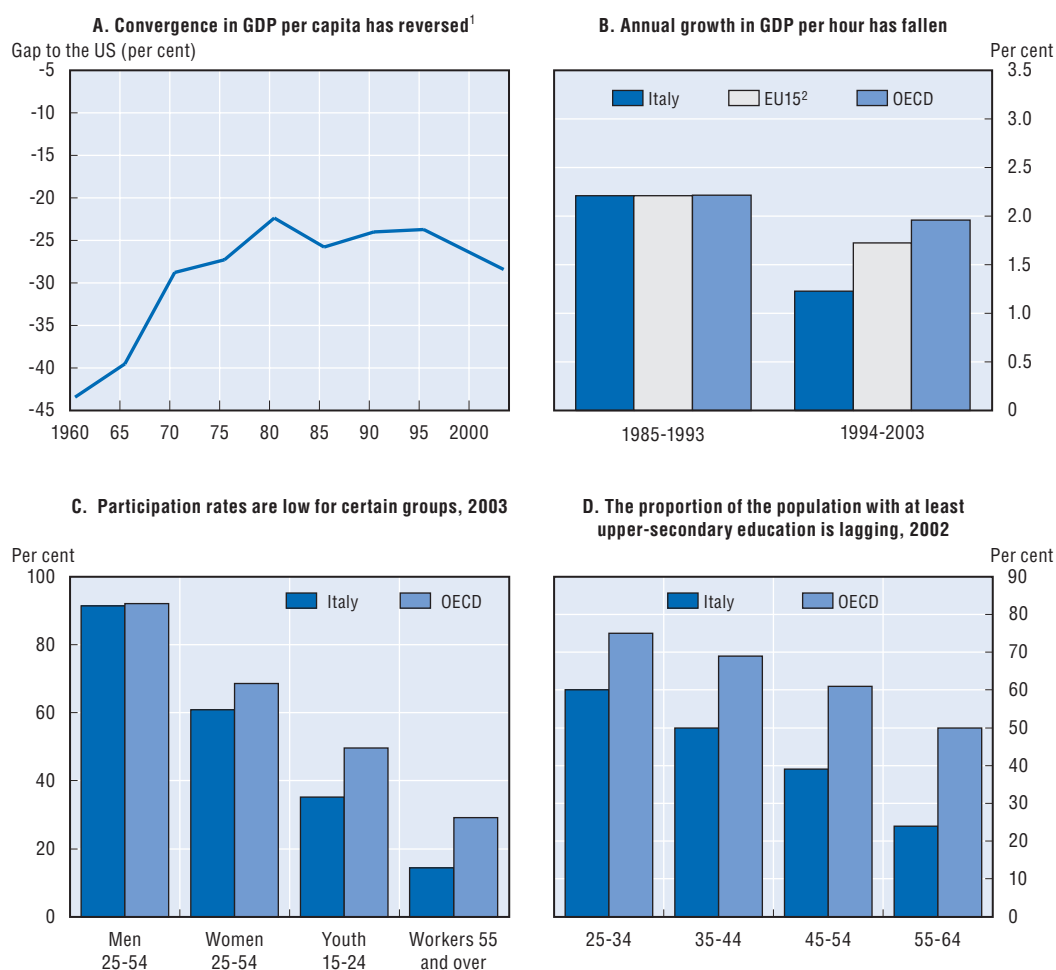 A. Convergence in GDP per capita has reversed1
Gap to the US (per cent)
-5
-10
-15
-20
-25
-30
-35
-40
-45
1960 65 70 75 80 85 90 95 2000
B. Annual growth in GDP per hour has fallen
Per cent
Italy EU152 OECD
3.5
3.0
2.5
2.0
1.5
1.0
0.5
0
1985-1993 1994-2003
C. Participation rates are low for certain groups, 2003
Per cent
Italy OECD
100
80
60
40
20
0
Men Women Youth Workers 55
25-54 25-54 15-24 and over
D. The proportion of the population with at least
upper-secondary education is lagging, 2002
Per cent
Italy OECD
90
80
70
60
50
40
30
20
10
0
25-34 35-44 45-54 55-64